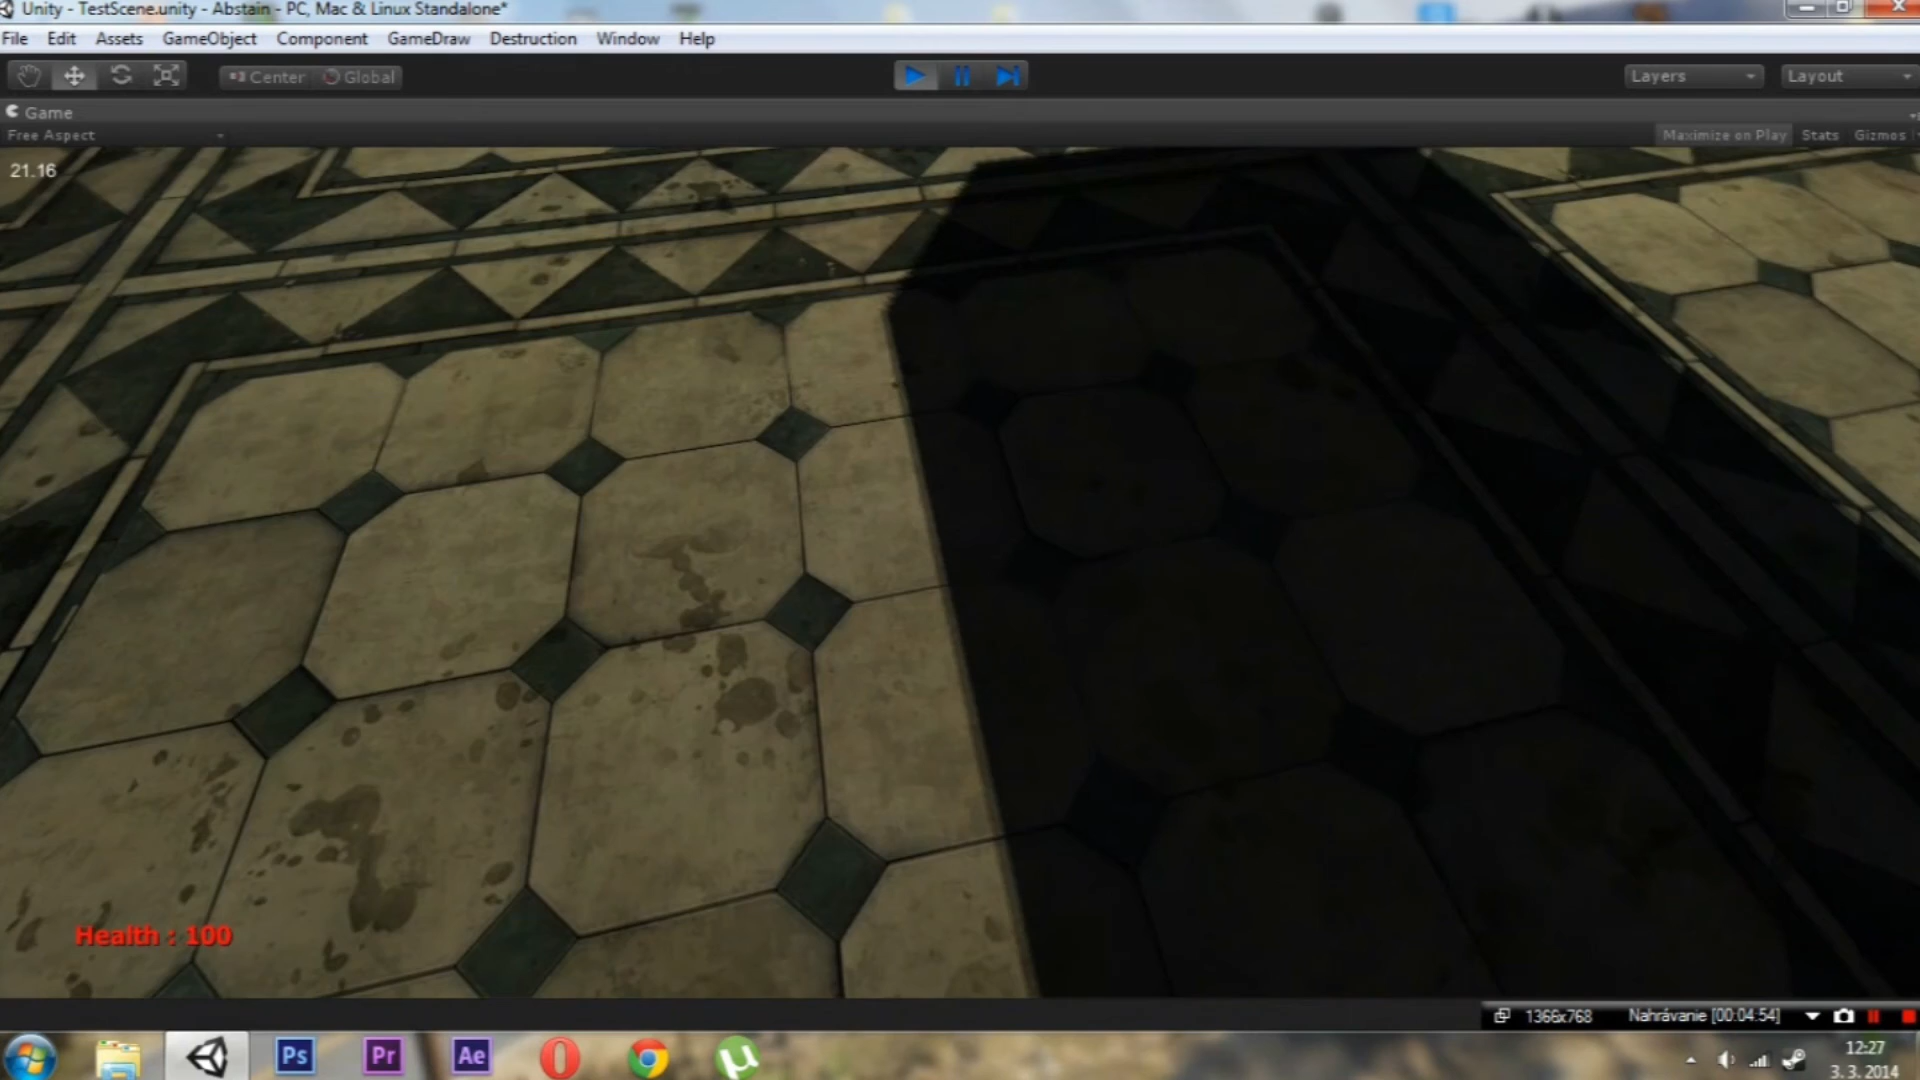 Unity - TestScene.unity - Abstain - PC, Mac & Linux Standalone*
File Edit Assets GameObject Component GameDraw Destruction Window Help
Center Global Layers Layout
Game
Free Aspect Maximize on Play Stats Gizmos
21.16
Health : 100
1366x768 Nahrávanie [00:04:54]
Ps Pr Ae
12:27
3. 3. 2014